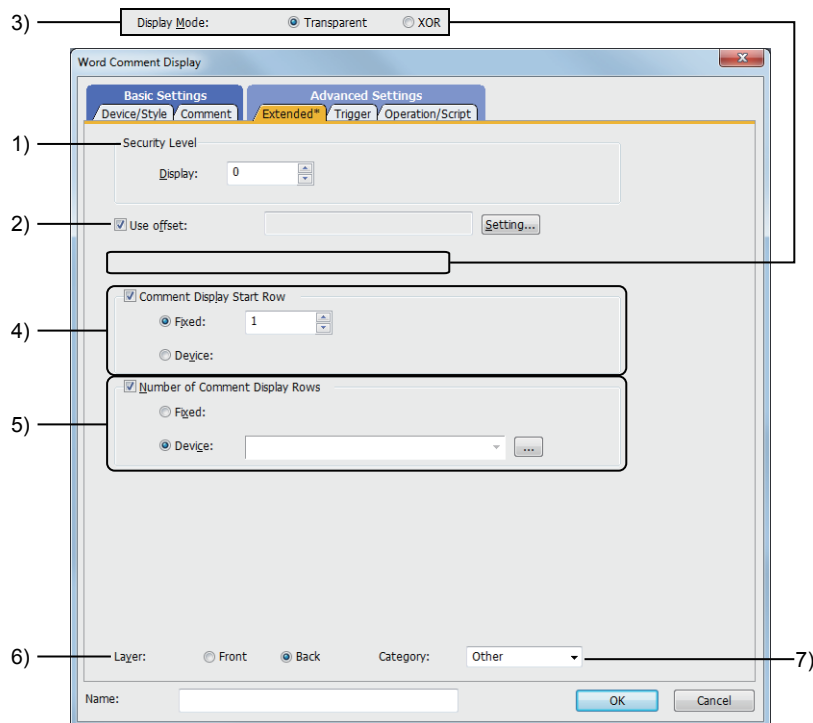 3) Display Mode: Transparent XOR
Word Comment Display
Basic Settings Advanced Settings
Device/Style Comment Extended* Trigger Operation/Script
1) Security Level
Display: 0
2) Use offset: Setting...
Comment Display Start Row
4) Fixed: 1
Device:
Number of Comment Display Rows
5) Fixed:
Device: ...
6) Layer: Front Back Category: Other 7)
Name: OK Cancel